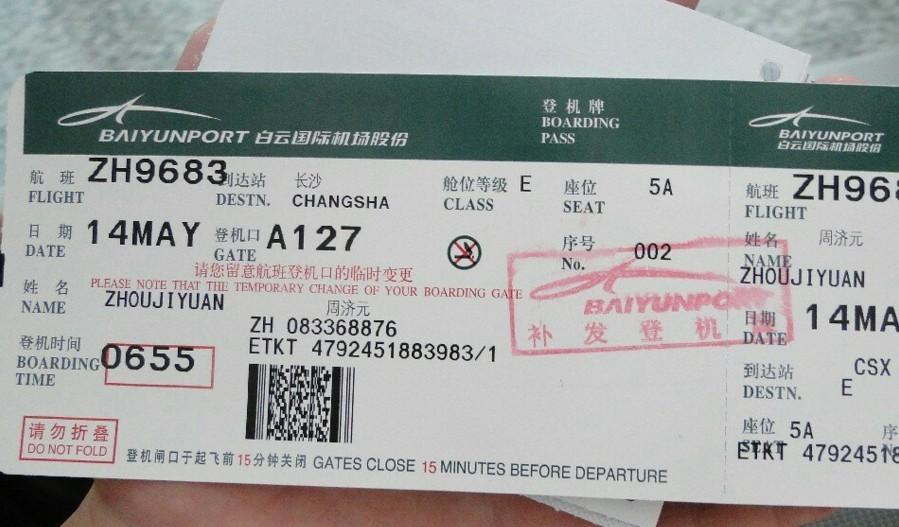 BAIYUNPORT 白云国际机场股份
登机牌
BOARDING
PASS
航班 ZH9683 到达站 长沙 舱位等级 E 座位 5A
FLIGHT DESTN. CHANGSHA CLASS SEAT
日期 14MAY 登机口 A127 序号 002
DATE GATE No.
请您留意航班登机口的临时变更
PLEASE NOTE THAT THE TEMPORARY CHANGE OF YOUR BOARDING GATE
姓名 ZHOUJIYUAN 周济元
NAME
ZH 083368876
ETKT 4792451883983/1
登机时间
BOARDING 0655
TIME
请勿折叠
DO NOT FOLD
登机闸口于起飞前15分钟关闭 GATES CLOSE 15 MINUTES BEFORE DEPARTURE
BAIYUNPORT
补发登机
BAIYUNPORT
白云国际机场股份
航班 ZH968
FLIGHT
姓名 周济元
NAME
ZHOUJIYUAN
日期 14MA
DATE
到达站 CSX
DESTN. E
座位 5A 序
SEAT
ETKT 47924518